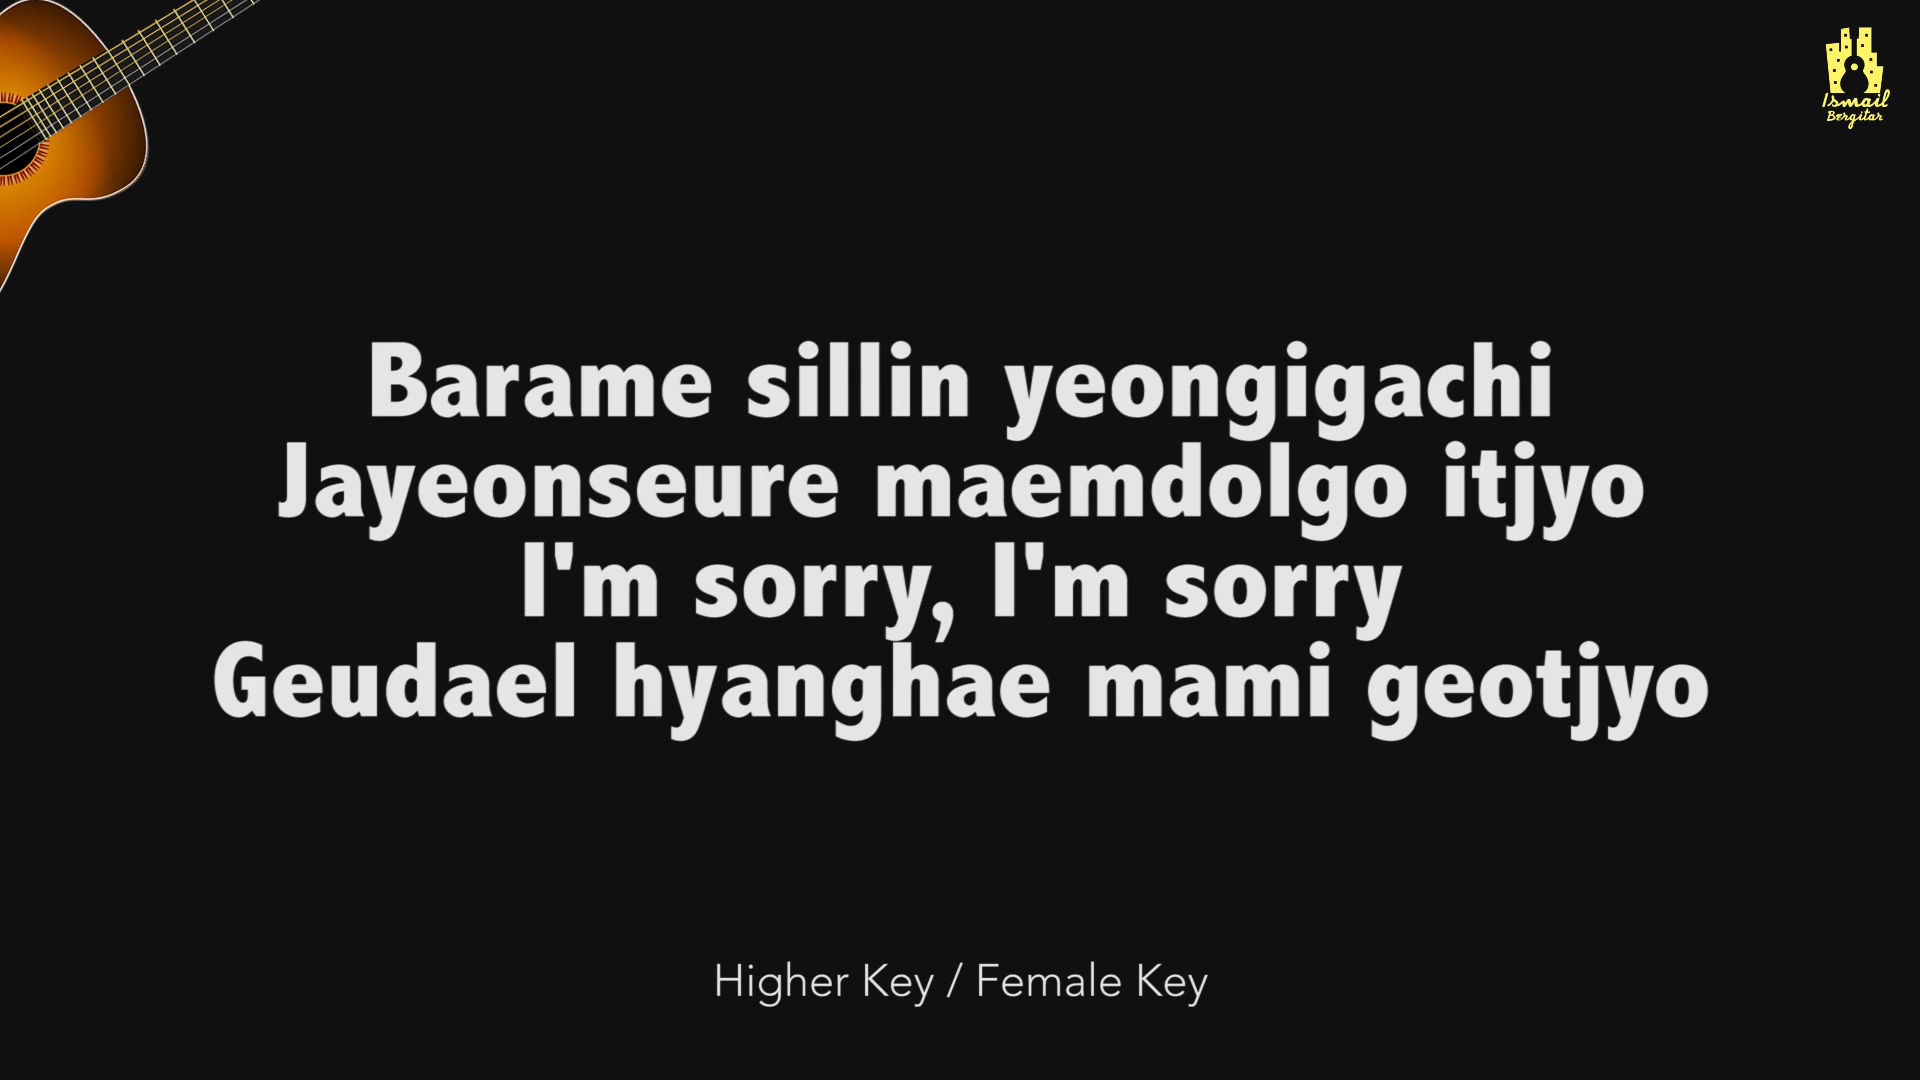 Ismail
Bergitar
Barame sillin yeongigachi
Jayeonseure maemdolgo itjyo
I'm sorry, I'm sorry
Geudael hyanghae mami geotjyo
Higher Key / Female Key